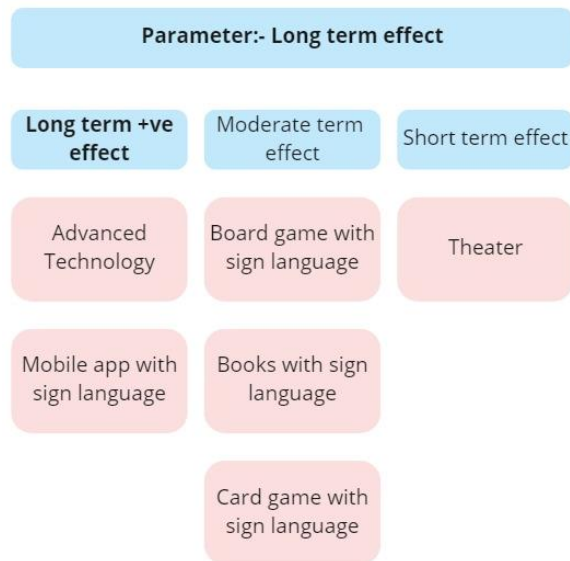 Parameter:- Long term effect
Long term +ve
effect
Moderate term
effect
Short term effect
Advanced
Technology
Board game with
sign language
Theater
Mobile app with
sign language
Books with sign
language
Card game with
sign language